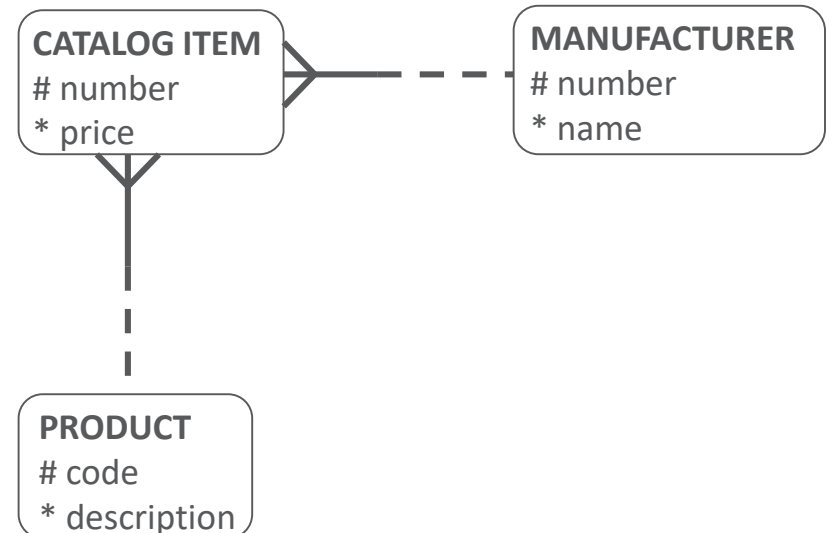 CATALOG ITEM
# number
* price
MANUFACTURER
# number
* name
PRODUCT
# code
* description